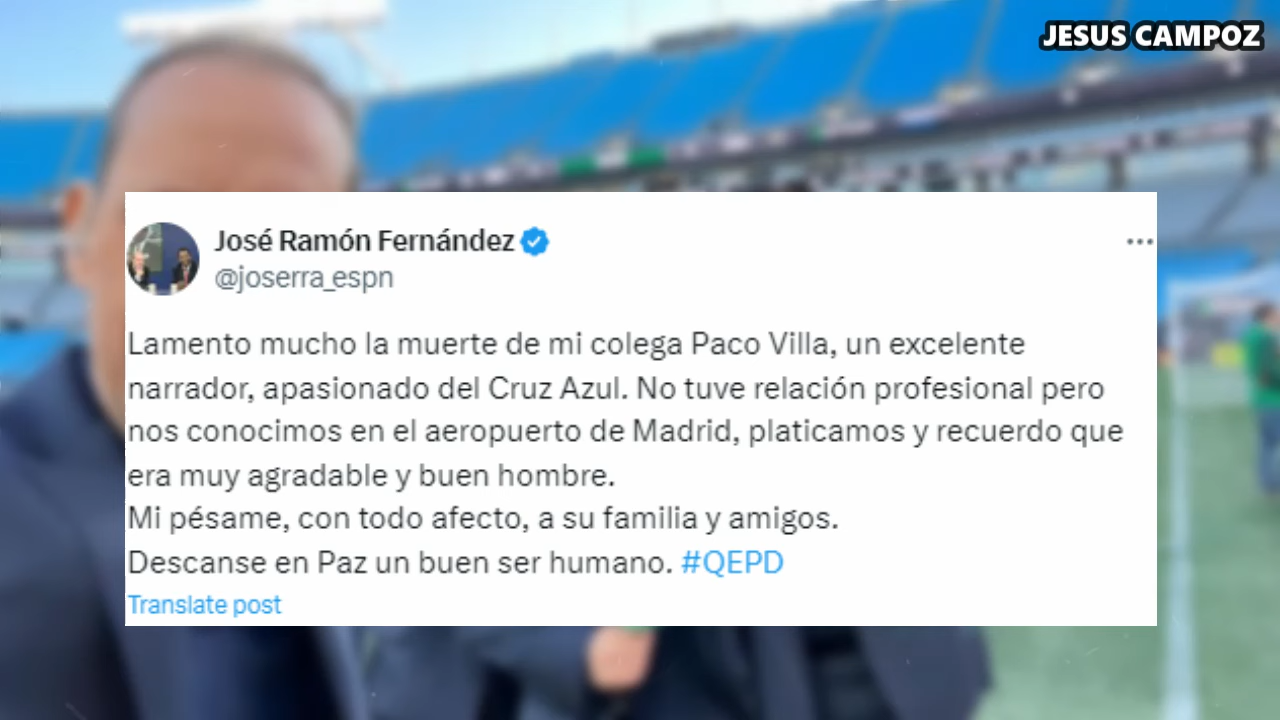 JESUS CAMPOZ
José Ramón Fernández
@joserra_espn
Lamento mucho la muerte de mi colega Paco Villa, un excelente
narrador, apasionado del Cruz Azul. No tuve relación profesional pero
nos conocimos en el aeropuerto de Madrid, platicamos y recuerdo que
era muy agradable y buen hombre.
Mi pésame, con todo afecto, a su familia y amigos.
Descanse en Paz un buen ser humano. #QEPD
Translate post